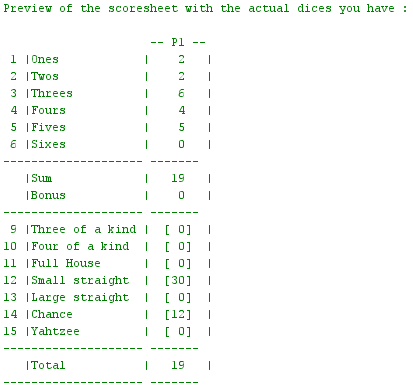 Preview of the scoresheet with the actual dices you have :
-- P1 --
1 |Ones | 2 |
2 |Twos | 2 |
3 |Threes | 6 |
4 |Fours | 4 |
5 |Fives | 5 |
6 |Sixes | 0 |
-------------------- -------
|Sum | 19 |
|Bonus | 0 |
-------------------- -------
9 |Three of a kind | [ 0] |
10 |Four of a kind | [ 0] |
11 |Full House | [ 0] |
12 |Small straight | [30] |
13 |Large straight | [ 0] |
14 |Chance | [12] |
15 |Yahtzee | [ 0] |
-------------------- -------
|Total | 19 |
-------------------- -------